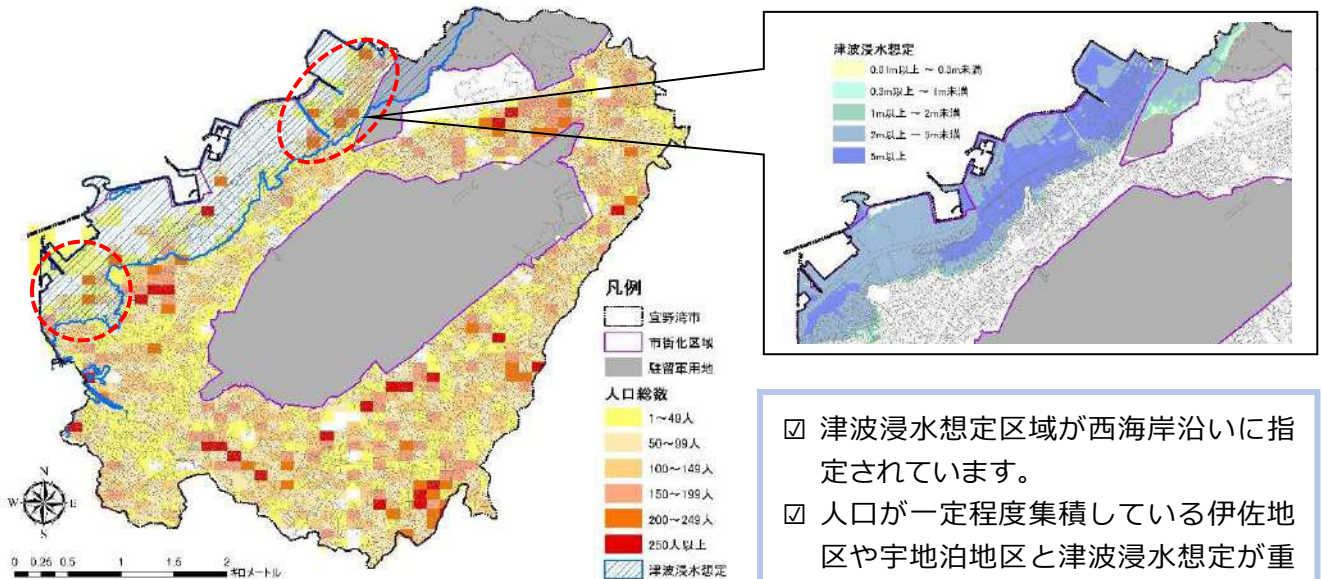 津波浸水想定
0.01m以上 ~ 0.3m未満
0.3m以上 ~ 1m未満
1m以上 ~ 2m未満
2m以上 ~ 5m未満
5m以上
凡例
宜野湾市
市街化区域
駐留軍用地
人口総数
1~49人
50~99人
100~149人
150~199人
200~249人
250人以上
津波浸水想定
N
W
E
S
0 0.25 0.5 1 1.5 2
キロメートル
☑ 津波浸水想定区域が西海岸沿いに指
定されています。
☑ 人口が一定程度集積している伊佐地
区や宇地泊地区と津波浸水想定が重